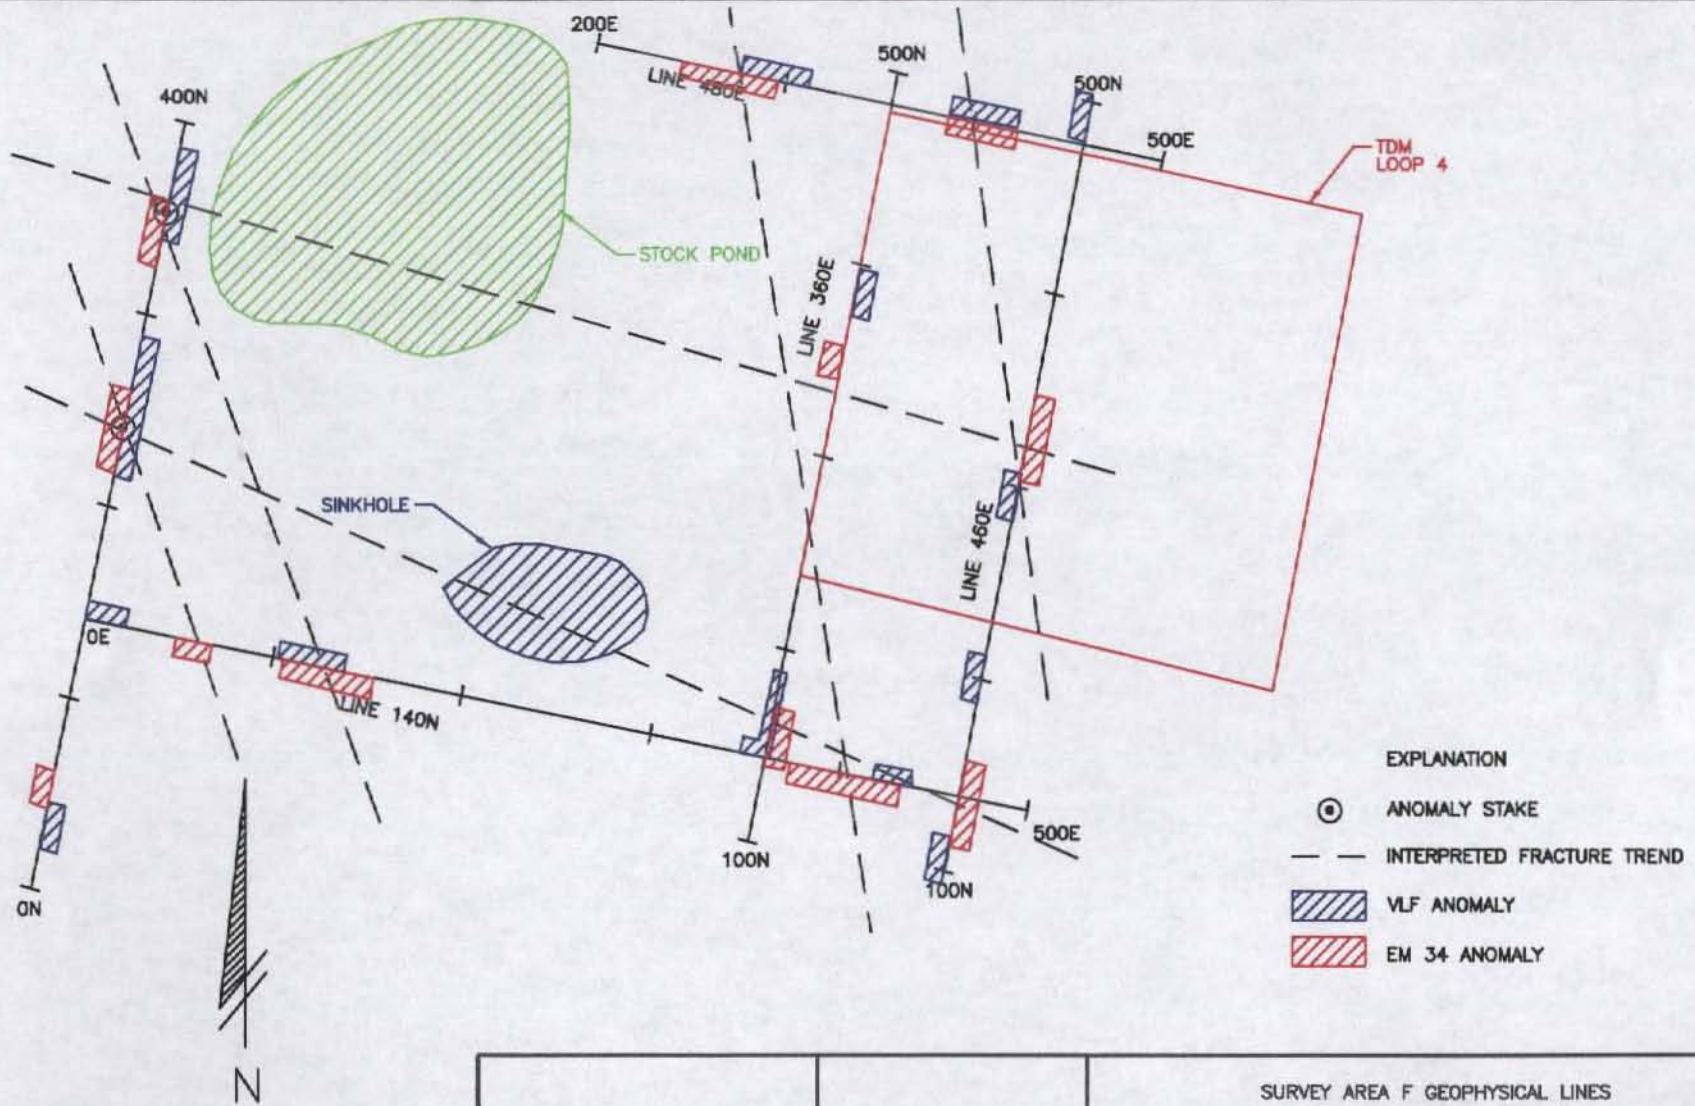 200E
500N
500N
400N
LINE 480E
500E
TDM
LOOP 4
STOCK POND
LINE 360E
SINKHOLE
LINE 460E
0E
LINE 140N
EXPLANATION
ANOMALY STAKE
500E
100N
INTERPRETED FRACTURE TREND
100N
0N
VLF ANOMALY
EM 34 ANOMALY
N
SURVEY AREA F GEOPHYSICAL LINES